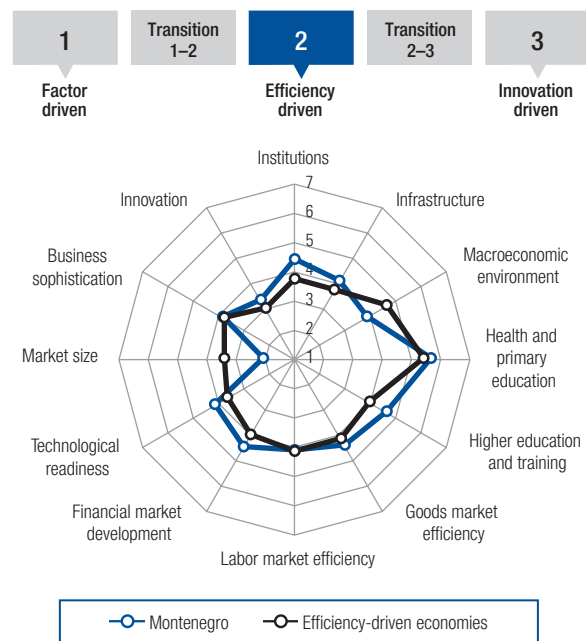 1
Transition
1–2
2
Transition
2–3
3
Factor
driven
Efficiency
driven
Innovation
driven
Institutions
Infrastructure
Macroeconomic
environment
Health and
primary
education
Higher education
and training
Goods market
efficiency
Labor market efficiency
Financial market
development
Technological
readiness
Market size
Business
sophistication
Innovation
7
6
5
4
3
2
1
Montenegro
Efficiency-driven economies